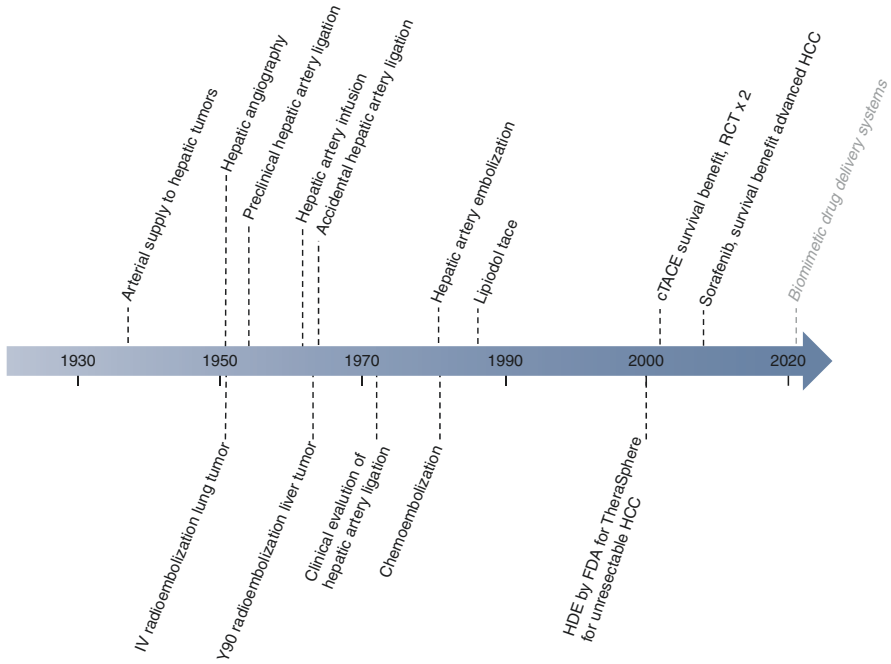 Arterial supply to hepatic tumors
Hepatic angiography
Preclinical hepatic artery ligation
Hepatic artery infusion
Accidental hepatic artery ligation
Hepatic artery embolization
Lipiodol tace
cTACE survival benefit, RCT x 2
Sorafenib, survival benefit advanced HCC
Biomimetic drug delivery systems
1930
1950
1970
1990
2000
2020
IV radioembolization lung tumor
Y90 radioembolization liver tumor
Clinical evalution of
hepatic artery ligation
Chemoembolization
HDE by FDA for TheraSphere
for unresectable HCC